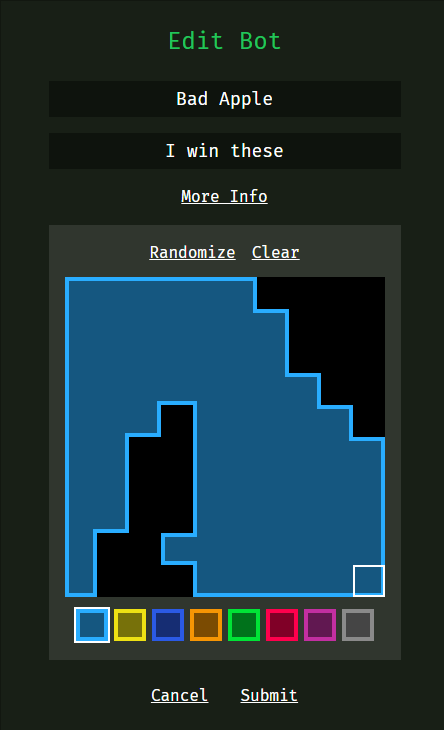 Edit Bot
Bad Apple
I win these
More Info
Randomize Clear
Cancel Submit